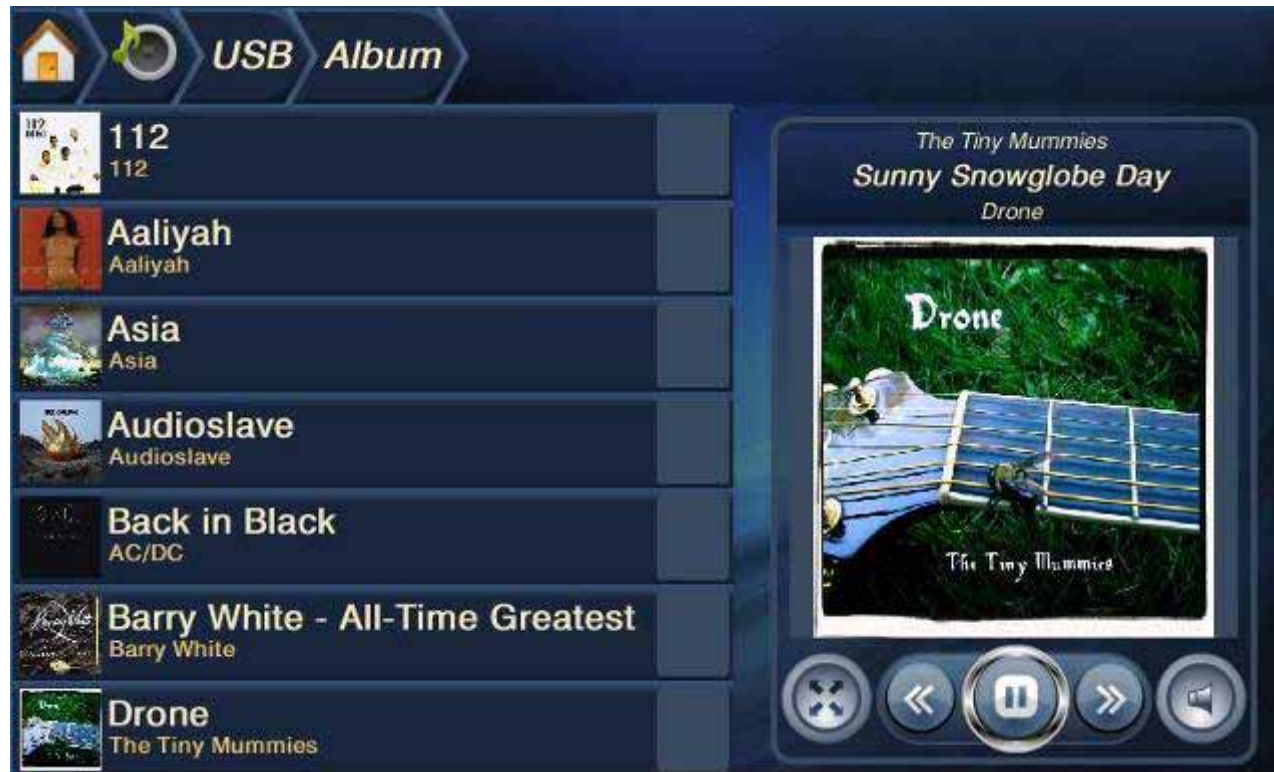 USB
Album
112
112
Aaliyah
Aaliyah
Asia
Asia
Audioslave
Audioslave
Back in Black
AC/DC
Barry White - All-Time Greatest
Barry White
Drone
The Tiny Mummies
The Tiny Mummies
Sunny Snowglobe Day
Drone
Drone
The Tiny Mummies